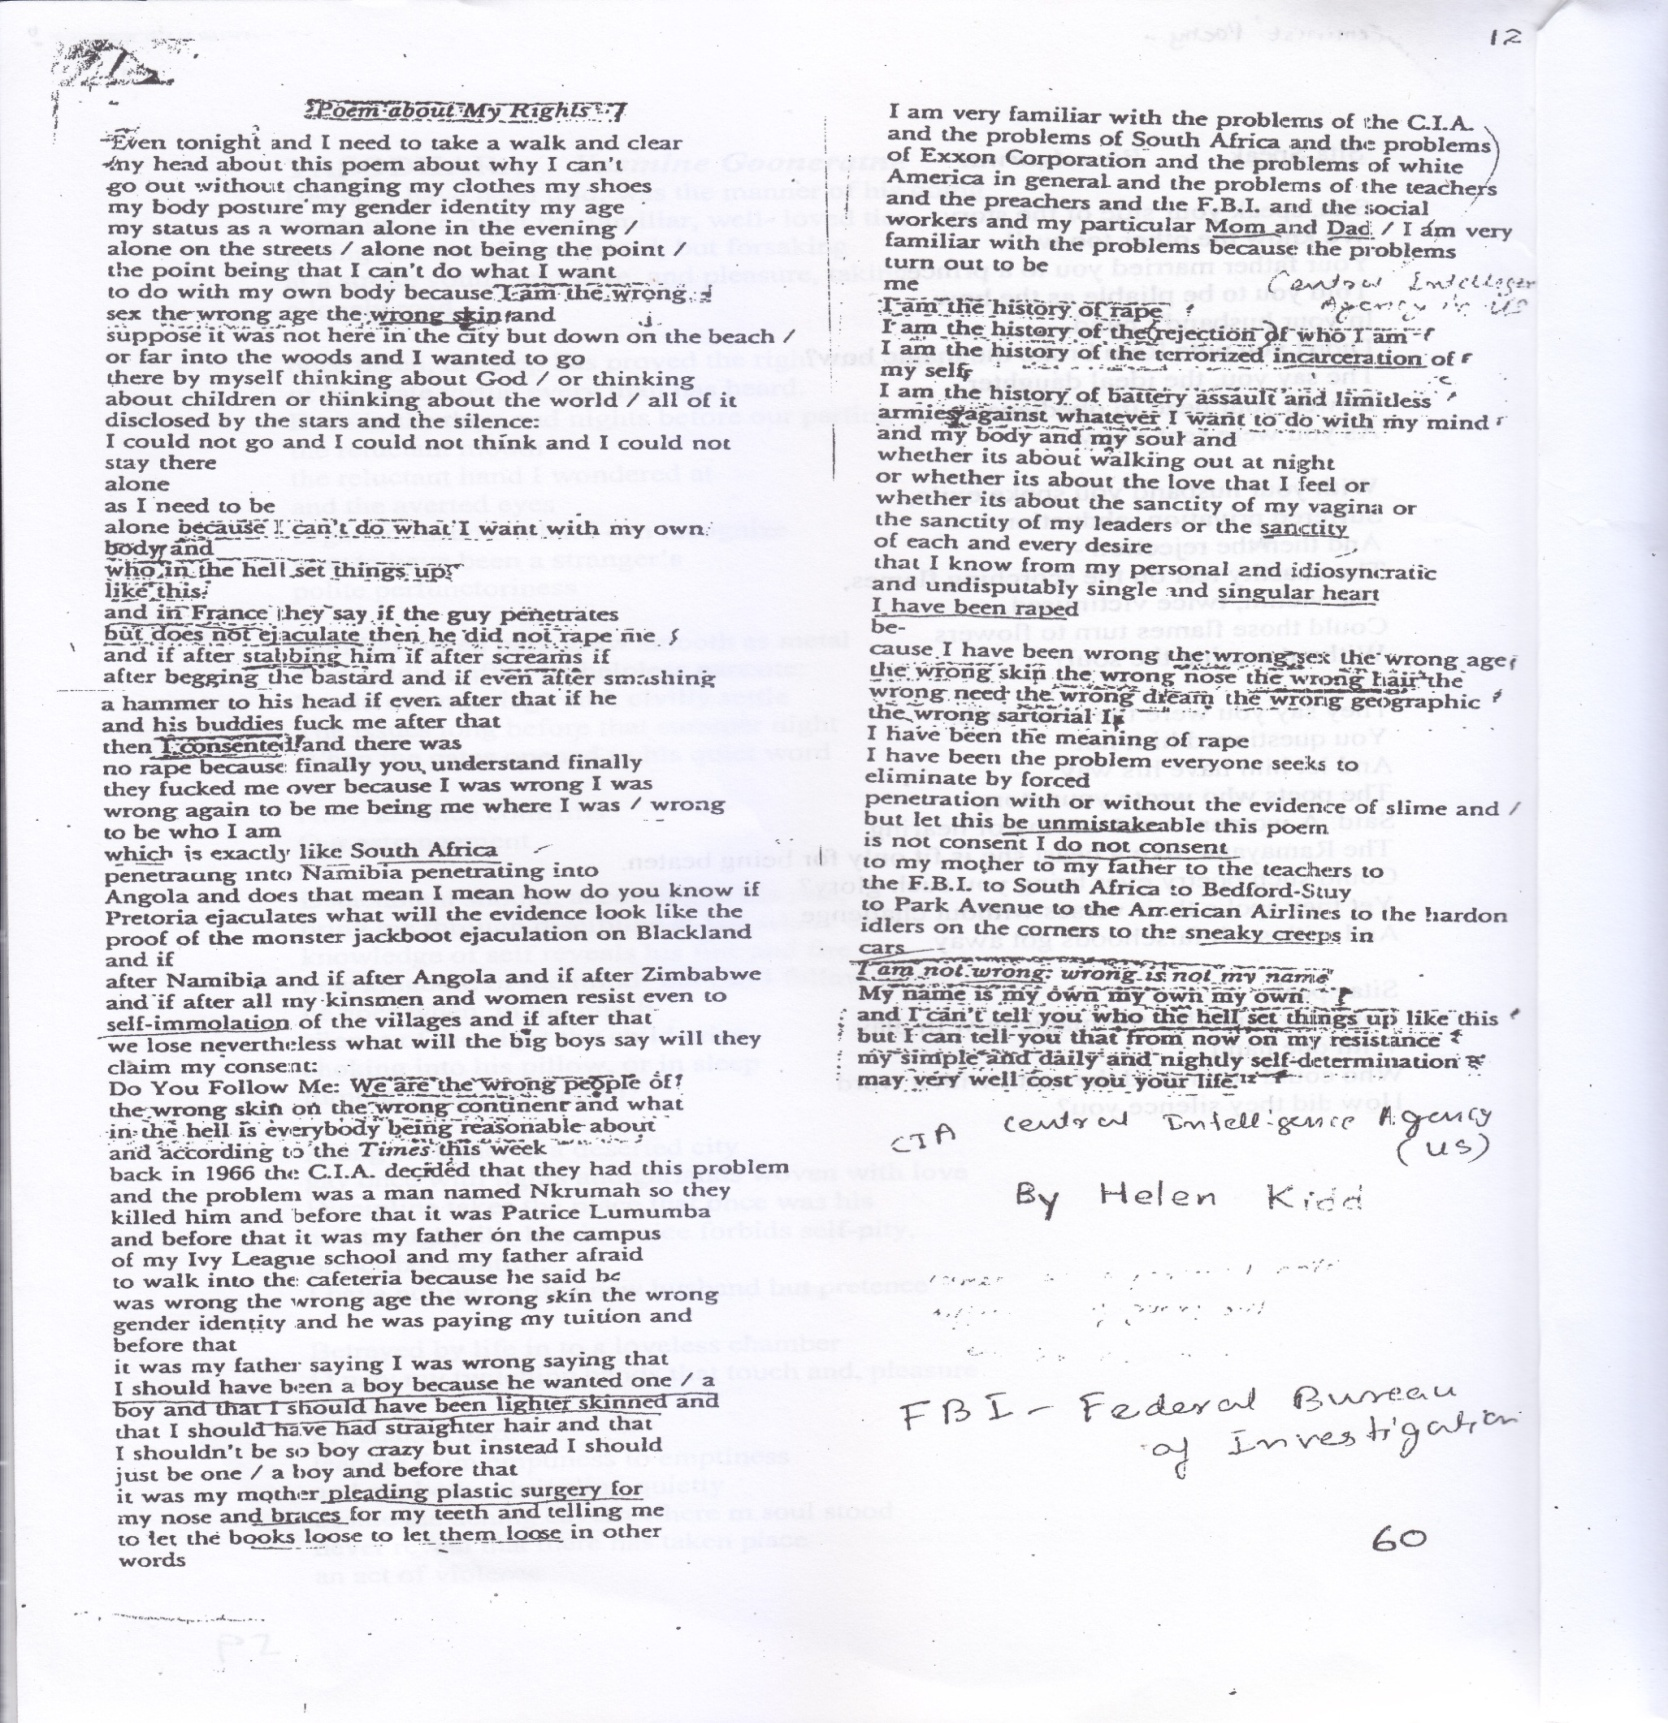 12
Poem about My Rights
Even tonight and I need to take a walk and clear
my head about this poem about why I can't
go out without changing my clothes my shoes
my body posture my gender identity my age
my status as a woman alone in the evening /
alone on the streets / alone not being the point /
the point being that I can't do what I want
to do with my own body because I am the wrong
sex the wrong age the wrong skin and
suppose it was not here in the city but down on the beach /
or far into the woods and I wanted to go
there by myself thinking about God / or thinking
about children or thinking about the world / all of it
disclosed by the stars and the silence:
I could not go and I could not think and I could not
stay there
alone
as I need to be
alone because I can't do what I want with my own
body and
who in the hell set things up
like this
and in France they say if the guy penetrates
but does not ejaculate then he did not rape me
and if after stabbing him if after screams if
after begging the bastard and if even after smashing
a hammer to his head if even after that if he
and his buddies fuck me after that
then I consented and there was
no rape because finally you understand finally
they fucked me over because I was wrong I was
wrong again to be me being me where I was / wrong
to be who I am
which is exactly like South Africa
penetrating into Namibia penetrating into
Angola and does that mean I mean how do you know if
Pretoria ejaculates what will the evidence look like the
proof of the monster jackboot ejaculation on Blackland
and if
after Namibia and if after Angola and if after Zimbabwe
and if after all my kinsmen and women resist even to
self-immolation of the villages and if after that
we lose nevertheless what will the big boys say will they
claim my consent:
Do You Follow Me: We are the wrong people of
the wrong skin on the wrong continent and what
in the hell is everybody being reasonable about
and according to the Times this week
back in 1966 the C.I.A. decided that they had this problem
and the problem was a man named Nkrumah so they
killed him and before that it was Patrice Lumumba
and before that it was my father on the campus
of my Ivy League school and my father afraid
to walk into the cafeteria because he said he
was wrong the wrong age the wrong skin the wrong
gender identity and he was paying my tuition and
before that
it was my father saying I was wrong saying that
I should have been a boy because he wanted one / a
boy and that I should have been lighter skinned and
that I should have had straighter hair and that
I shouldn't be so boy crazy but instead I should
just be one / a boy and before that
it was my mother pleading plastic surgery for
my nose and braces for my teeth and telling me
to let the books loose to let them loose in other
words
I am very familiar with the problems of the C.I.A.
and the problems of South Africa and the problems
of Exxon Corporation and the problems of white
America in general and the problems of the teachers
and the preachers and the F.B.I. and the social
workers and my particular Mom and Dad / I am very
familiar with the problems because the problems
turn out to be
me
I am the history of rape
I am the history of the rejection of who I am
I am the history of the terrorized incarceration of
my self
I am the history of battery assault and limitless
armies against whatever I want to do with my mind
and my body and my soul and
whether its about walking out at night
or whether its about the love that I feel or
whether its about the sanctity of my vagina or
the sanctity of my leaders or the sanctity
of each and every desire
that I know from my personal and idiosyncratic
and undisputably single and singular heart
I have been raped
be-
cause I have been wrong the wrong sex the wrong age
the wrong skin the wrong nose the wrong hair the
wrong need the wrong dream the wrong geographic
the wrong sartorial I
I have been the meaning of rape
I have been the problem everyone seeks to
eliminate by forced
penetration with or without the evidence of slime and /
but let this be unmistakeable this poem
is not consent I do not consent
to my mother to my father to the teachers to
the F.B.I. to South Africa to Bedford-Stuy
to Park Avenue to the American Airlines to the hardon
idlers on the corners to the sneaky creeps in
cars
I am not wrong: wrong is not my name
My name is my own my own my own
and I can't tell you who the hell set things up like this
but I can tell you that from now on my resistance
my simple and daily and nightly self-determination
may very well cost you your life
CIA Central Intelligence Agency
(US)
By Helen Kidd
FBI - Federal Bureau
of Investigation
60